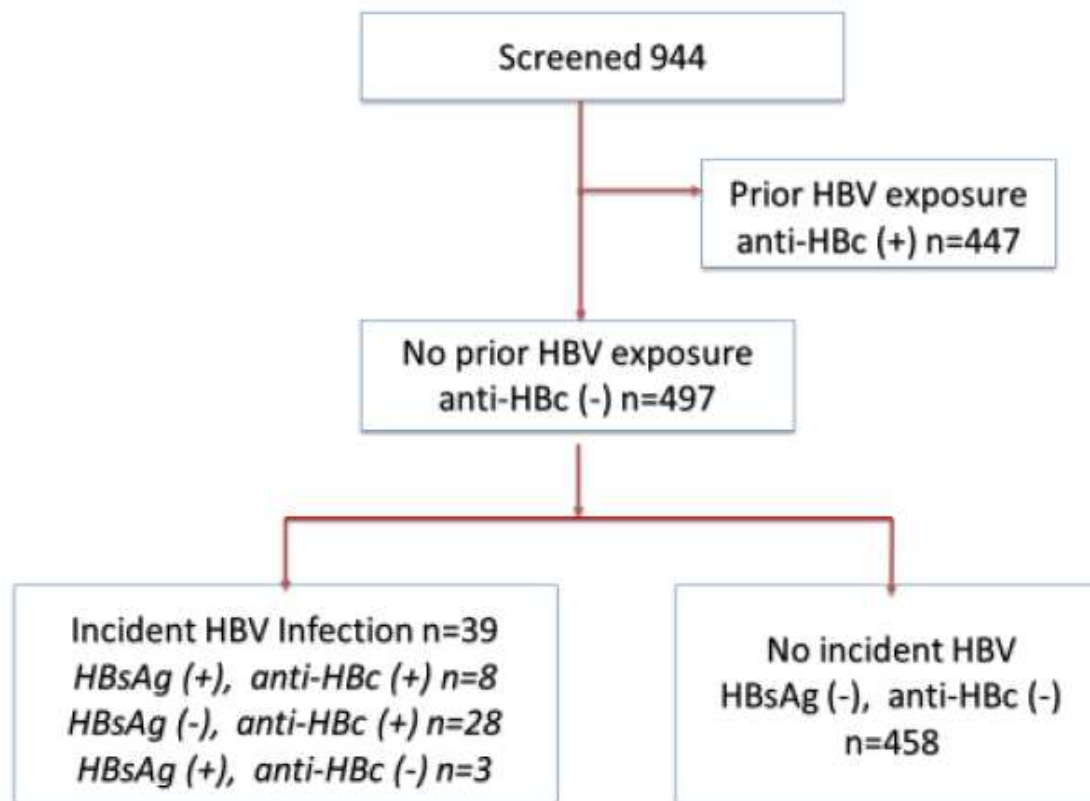 Screened 944
Prior HBV exposure
anti-HBc (+) n=447
No prior HBV exposure
anti-HBc (-) n=497
Incident HBV Infection n=39
HBsAg (+), anti-HBc (+) n=8
HBsAg (-), anti-HBc (+) n=28
HBsAg (+), anti-HBc (-) n=3
No incident HBV
HBsAg (-), anti-HBc (-)
n=458